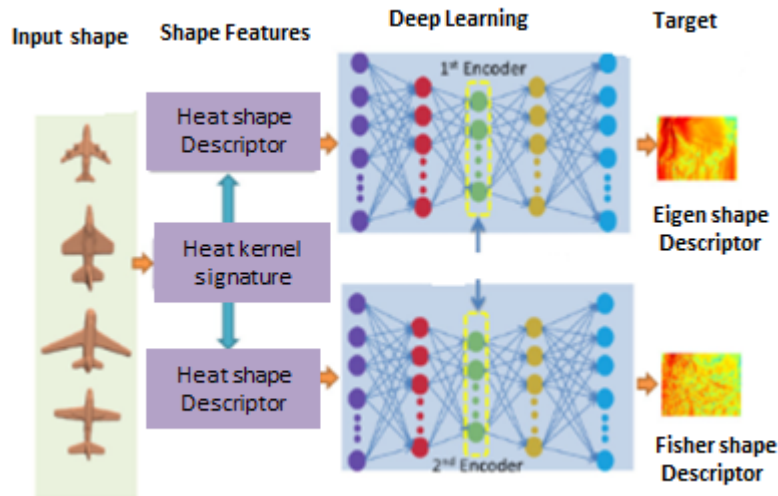 Input shape
Shape Features
Deep Learning
Target
Heat shape
Descriptor
Heat kernel
signature
Heat shape
Descriptor
1st Encoder
2nd Encoder
Eigen shape
Descriptor
Fisher shape
Descriptor